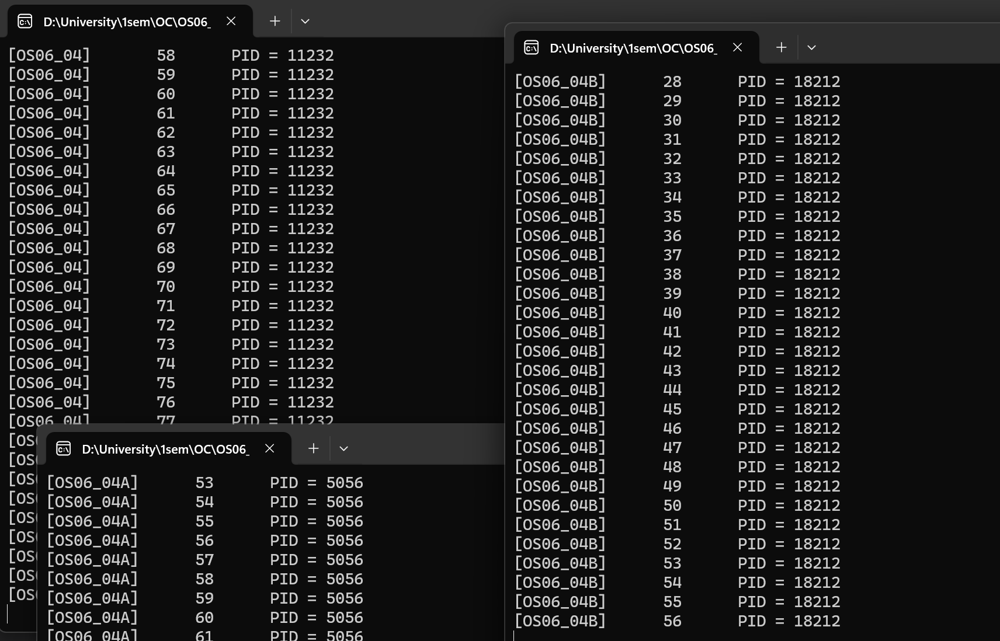 D:\University\1sem\OC\OS06_
[OS06_04] 58 PID = 11232
[OS06_04] 59 PID = 11232
[OS06_04] 60 PID = 11232
[OS06_04] 61 PID = 11232
[OS06_04] 62 PID = 11232
[OS06_04] 63 PID = 11232
[OS06_04] 64 PID = 11232
[OS06_04] 65 PID = 11232
[OS06_04] 66 PID = 11232
[OS06_04] 67 PID = 11232
[OS06_04] 68 PID = 11232
[OS06_04] 69 PID = 11232
[OS06_04] 70 PID = 11232
[OS06_04] 71 PID = 11232
[OS06_04] 72 PID = 11232
[OS06_04] 73 PID = 11232
[OS06_04] 74 PID = 11232
[OS06_04] 75 PID = 11232
[OS06_04] 76 PID = 11232
[OS06_04] 77 PID = 11232
[OS
[OS
[OS
[OS
[OS
[OS
[OS
[OS
[OS
D:\University\1sem\OC\OS06_
[OS06_04A] 53 PID = 5056
[OS06_04A] 54 PID = 5056
[OS06_04A] 55 PID = 5056
[OS06_04A] 56 PID = 5056
[OS06_04A] 57 PID = 5056
[OS06_04A] 58 PID = 5056
[OS06_04A] 59 PID = 5056
[OS06_04A] 60 PID = 5056
[OS06_04A] 61 PID = 5056
D:\University\1sem\OC\OS06_
[OS06_04B] 28 PID = 18212
[OS06_04B] 29 PID = 18212
[OS06_04B] 30 PID = 18212
[OS06_04B] 31 PID = 18212
[OS06_04B] 32 PID = 18212
[OS06_04B] 33 PID = 18212
[OS06_04B] 34 PID = 18212
[OS06_04B] 35 PID = 18212
[OS06_04B] 36 PID = 18212
[OS06_04B] 37 PID = 18212
[OS06_04B] 38 PID = 18212
[OS06_04B] 39 PID = 18212
[OS06_04B] 40 PID = 18212
[OS06_04B] 41 PID = 18212
[OS06_04B] 42 PID = 18212
[OS06_04B] 43 PID = 18212
[OS06_04B] 44 PID = 18212
[OS06_04B] 45 PID = 18212
[OS06_04B] 46 PID = 18212
[OS06_04B] 47 PID = 18212
[OS06_04B] 48 PID = 18212
[OS06_04B] 49 PID = 18212
[OS06_04B] 50 PID = 18212
[OS06_04B] 51 PID = 18212
[OS06_04B] 52 PID = 18212
[OS06_04B] 53 PID = 18212
[OS06_04B] 54 PID = 18212
[OS06_04B] 55 PID = 18212
[OS06_04B] 56 PID = 18212